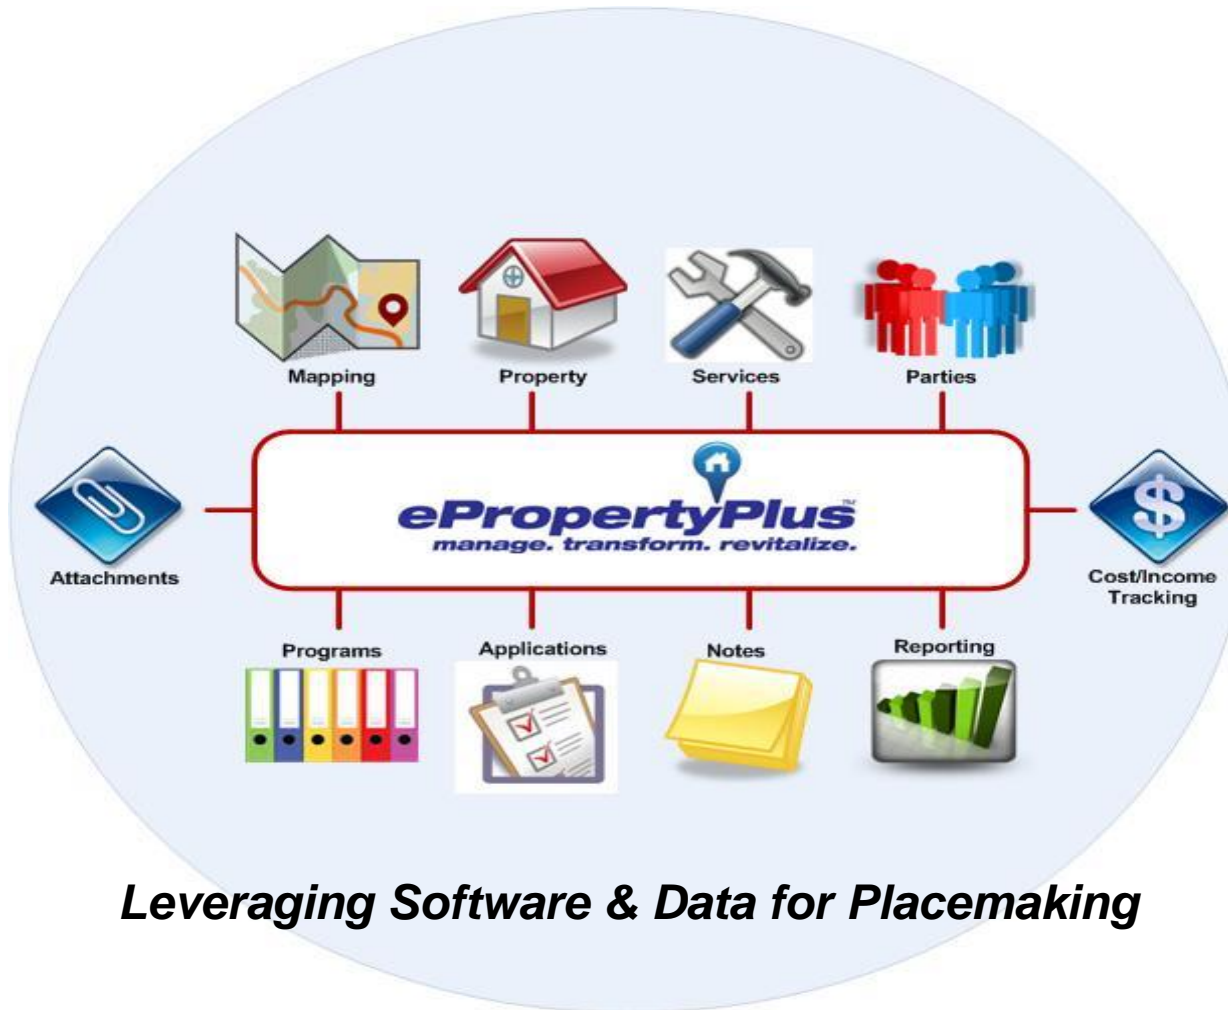 Mapping
Property
Services
Parties
Attachments
ePropertyPlus™
manage. transform. revitalize.
Cost/Income
Tracking
Programs
Applications
Notes
Reporting
Leveraging Software & Data for Placemaking